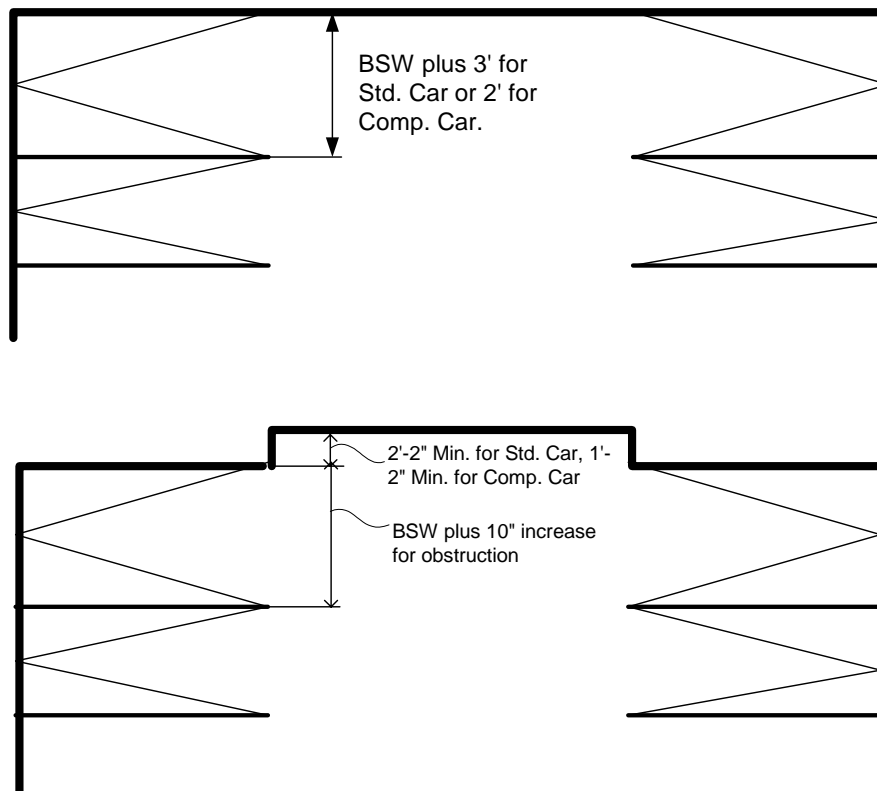 BSW plus 3' for
Std. Car or 2' for
Comp. Car.
2'-2" Min. for Std. Car, 1'-
2" Min. for Comp. Car
BSW plus 10" increase
for obstruction